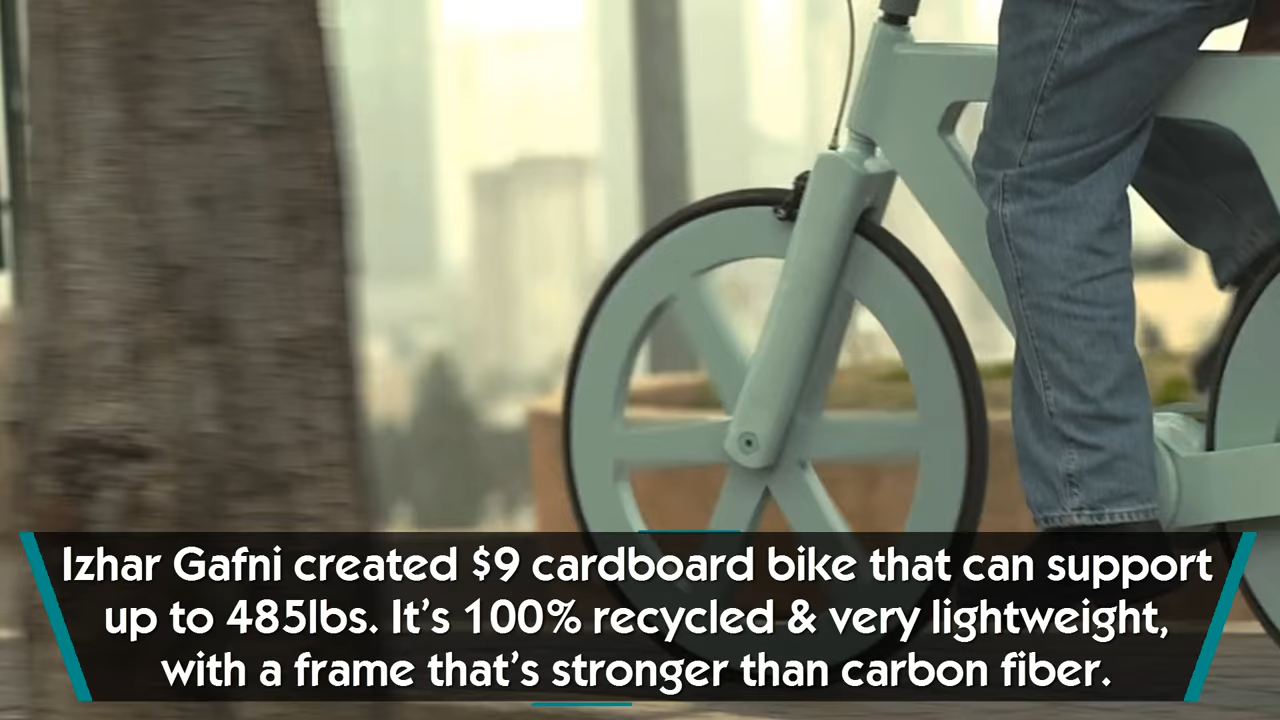 Izhar Gafni created $9 cardboard bike that can support
up to 485lbs. It’s 100% recycled & very lightweight,
with a frame that’s stronger than carbon fiber.